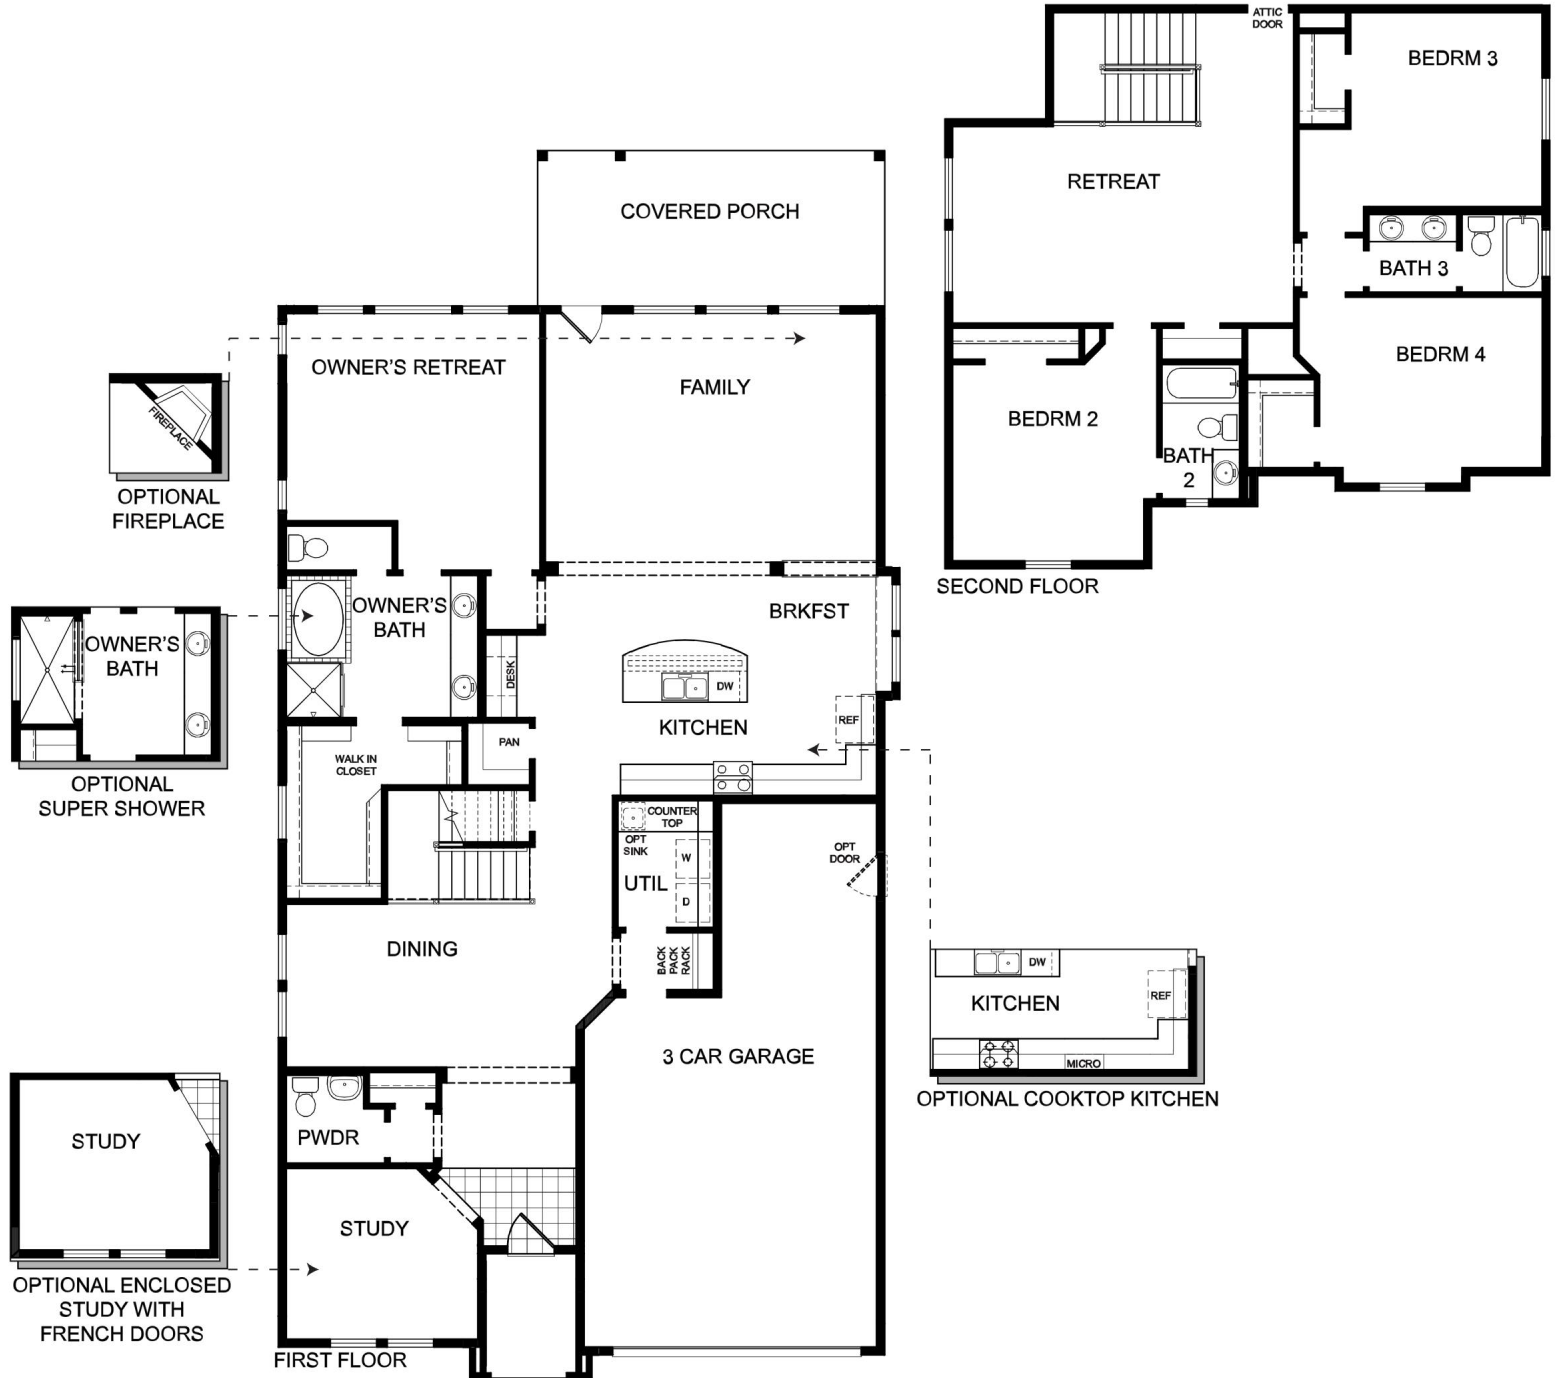 ATTIC
DOOR
BEDRM 3
RETREAT
BATH 3
BEDRM 4
BEDRM 2
BATH
2
SECOND FLOOR
COVERED PORCH
OWNER'S RETREAT
FAMILY
FIREPLACE
OPTIONAL
FIREPLACE
OWNER'S
BATH
BRKFST
DESK
DW
KITCHEN
REF
PAN
WALK IN
CLOSET
OWNER'S
BATH
OPTIONAL
SUPER SHOWER
COUNTER
TOP
OPT
SINK
W
UTIL
D
OPT
DOOR
BACK
PACK
RACK
DINING
3 CAR GARAGE
DW
KITCHEN
REF
MICRO
OPTIONAL COOKTOP KITCHEN
PWDR
STUDY
STUDY
OPTIONAL ENCLOSED
STUDY WITH
FRENCH DOORS
FIRST FLOOR